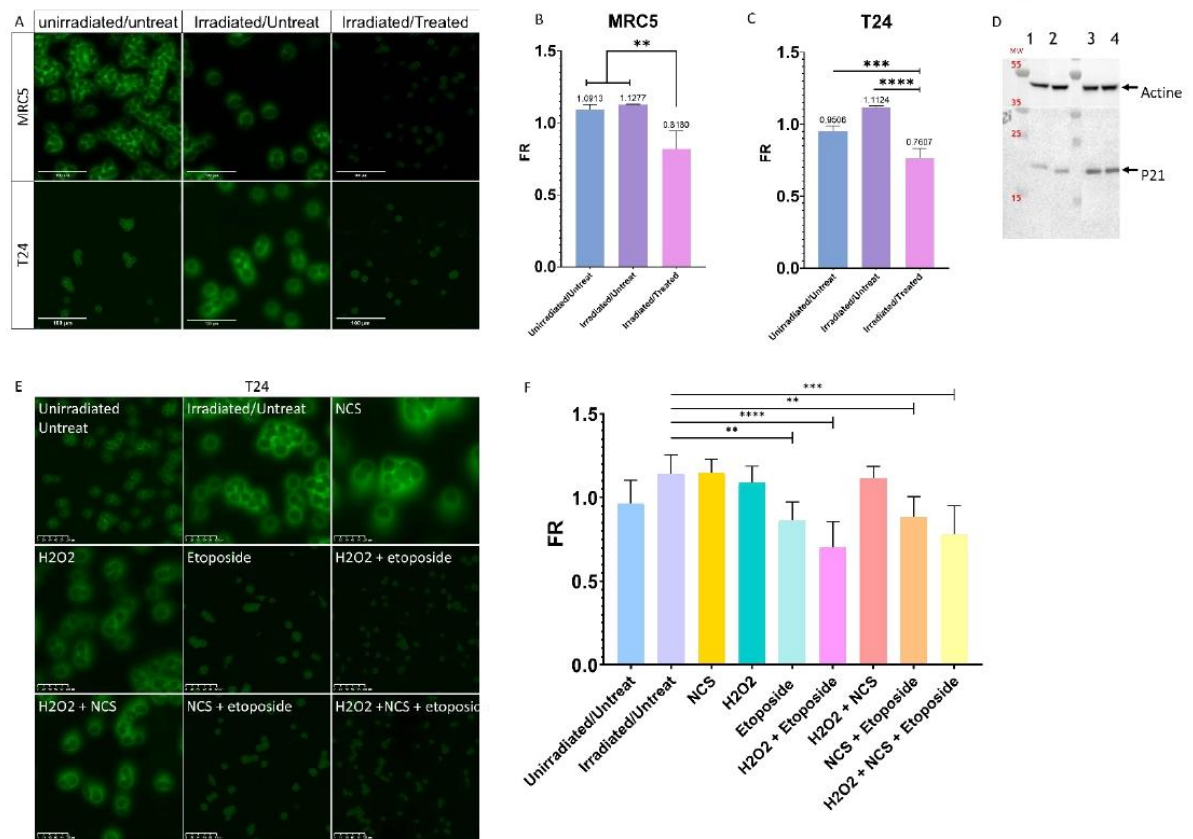 A
unirradiated/untreat
Irradiated/Untreat
Irradiated/Treated
MRC5
T24
100 µm
100 µm
B
MRC5
FR
1.5
1.0
0.5
0.0
**
1.0913
1.1277
Unirradiated/Untreat
Irradiated/Untreat
Irradiated/Treated
C
T24
FR
1.5
1.0
0.5
0.0
***
****
0.9506
1.1124
0.7607
Unirradiated/Untreat
Irradiated/Untreat
Irradiated/Treated
D
1 2 3 4
MW
55
35
25
15
Actine
P21
E
T24
Unirradiated
Untreat
Irradiated/Untreat
NCS
H2O2
Etoposide
H2O2 + etoposide
H2O2 + NCS
NCS + etoposide
H2O2 +NCS + etoposic
F
FR
1.5
1.0
0.5
0.0
***
**
****
**
Unirradiated/Untreat
Irradiated/Untreat
NCS
H2O2
Etoposide
H2O2 + Etoposide
H2O2 + NCS
NCS + Etoposide
H2O2 + NCS + Etoposide